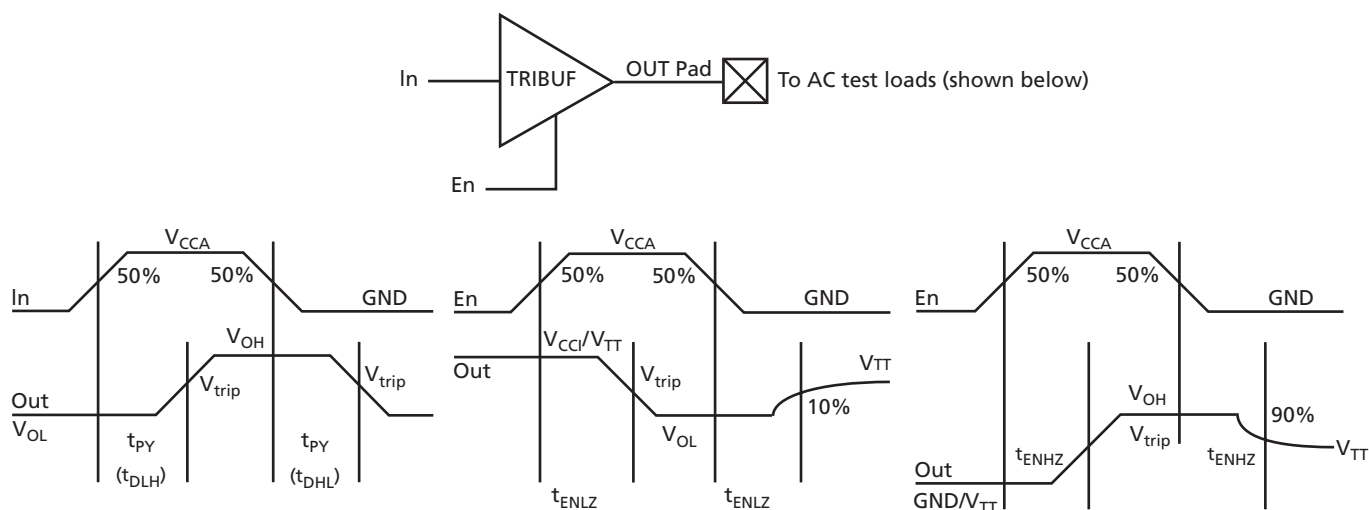 In
TRIBUF
OUT Pad
To AC test loads (shown below)
En
VCCA
50%
50%
In
GND
VOH
Vtrip
Vtrip
Out
VOL
tPY
(tDLH)
tPY
(tDHL)
VCCA
50%
50%
En
GND
VCCI/VTT
Out
Vtrip
VTT
10%
VOL
tENLZ
tENLZ
VCCA
50%
50%
En
GND
VOH
90%
Vtrip
tENHZ
tENHZ
VTT
Out
GND/VTT